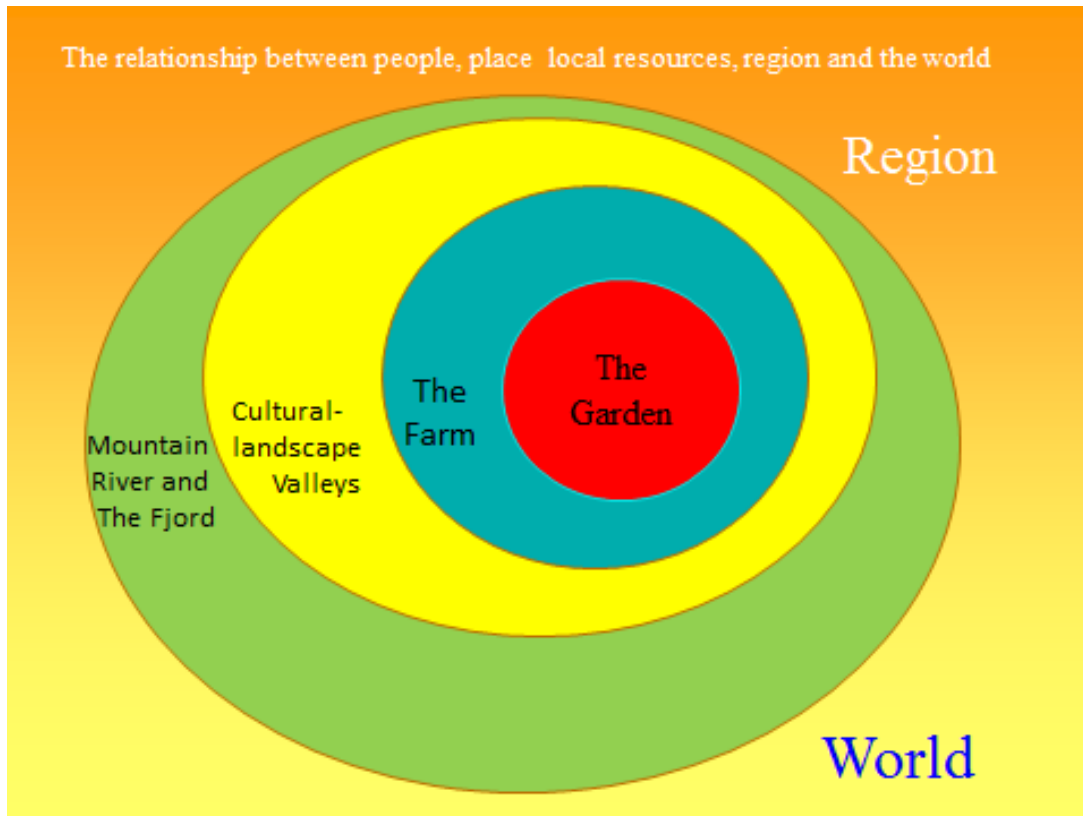 The relationship between people, place local resources, region and the world
Region
The
Garden
The
Farm
Cultural-
landscape
Valleys
Mountain
River and
The Fjord
World